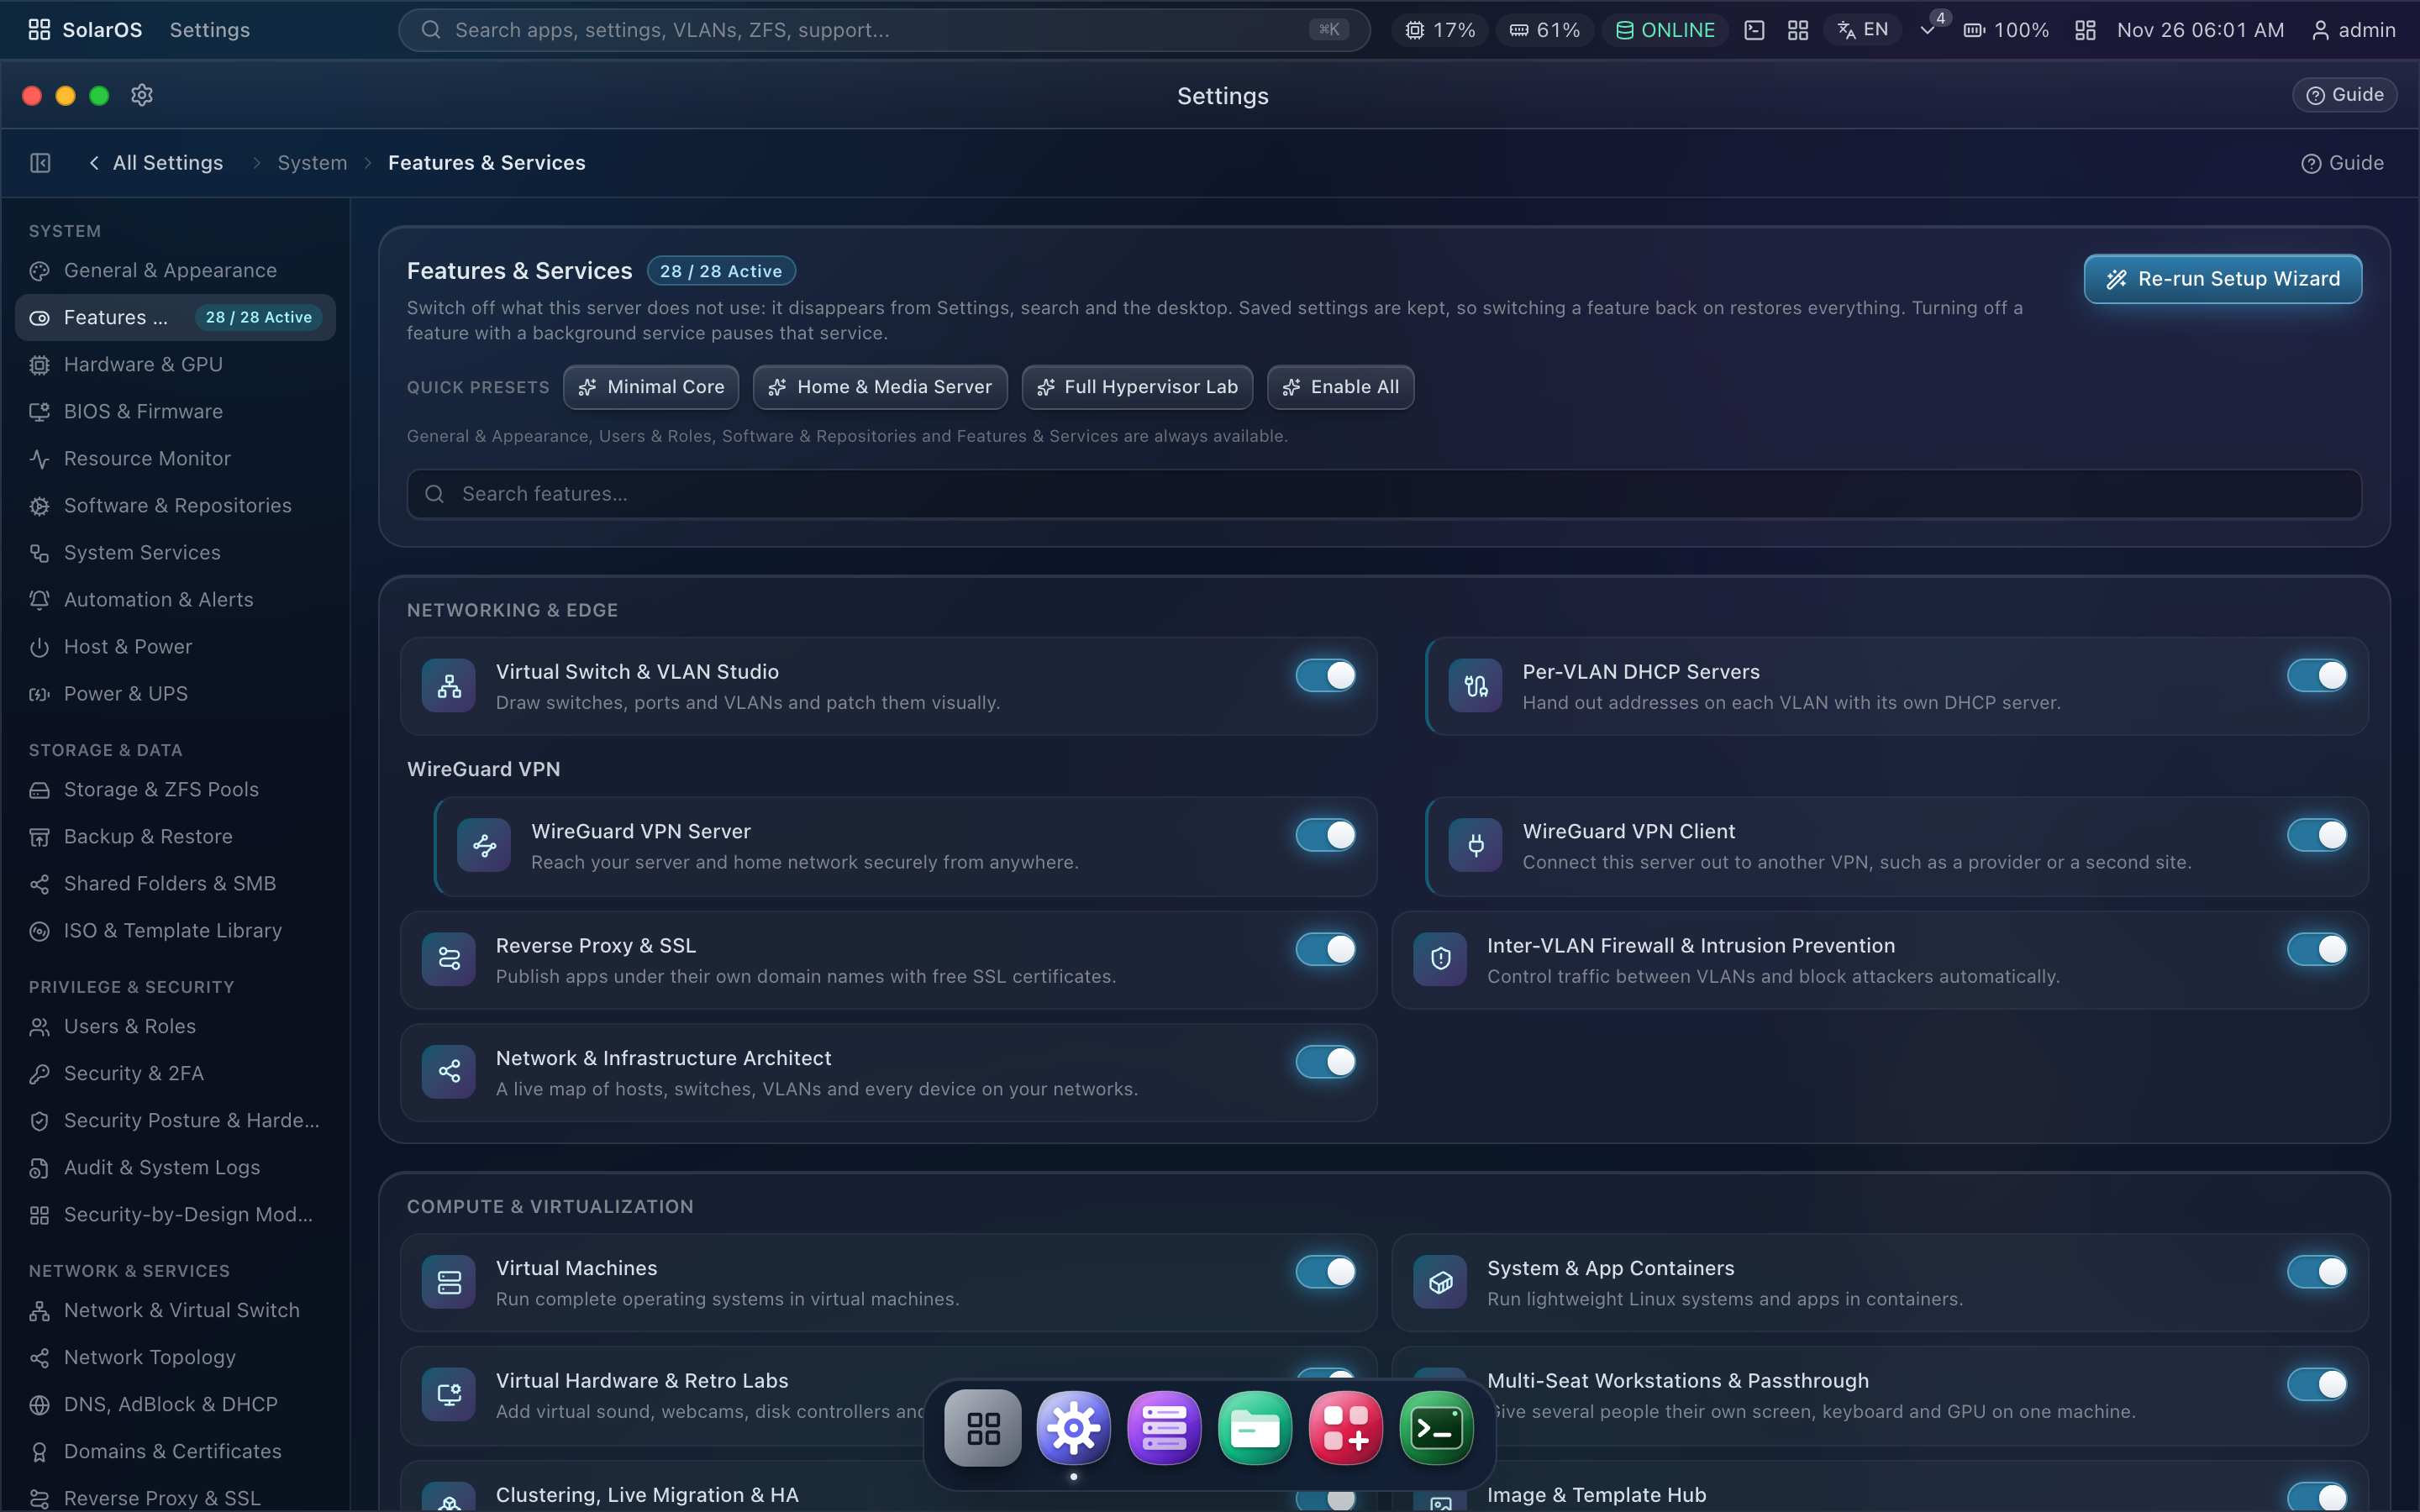 SolarOS
Settings
Search apps, settings, VLANs, ZFS, support...
⌘K
17%
61%
ONLINE
EN
4
100%
Nov 26 06:01 AM
admin
Settings
Guide
All Settings
System
Features & Services
Guide
SYSTEM
General & Appearance
Features ...
28 / 28 Active
Hardware & GPU
BIOS & Firmware
Resource Monitor
Software & Repositories
System Services
Automation & Alerts
Host & Power
Power & UPS
STORAGE & DATA
Storage & ZFS Pools
Backup & Restore
Shared Folders & SMB
ISO & Template Library
PRIVILEGE & SECURITY
Users & Roles
Security & 2FA
Security Posture & Harde...
Audit & System Logs
Security-by-Design Mod...
NETWORK & SERVICES
Network & Virtual Switch
Network Topology
DNS, AdBlock & DHCP
Domains & Certificates
Reverse Proxy & SSL
Features & Services
28 / 28 Active
Switch off what this server does not use: it disappears from Settings, search and the desktop. Saved settings are kept, so switching a feature back on restores everything. Turning off a
feature with a background service pauses that service.
Re-run Setup Wizard
QUICK PRESETS
Minimal Core
Home & Media Server
Full Hypervisor Lab
Enable All
General & Appearance, Users & Roles, Software & Repositories and Features & Services are always available.
Search features...
NETWORKING & EDGE
Virtual Switch & VLAN Studio
Draw switches, ports and VLANs and patch them visually.
Per-VLAN DHCP Servers
Hand out addresses on each VLAN with its own DHCP server.
WireGuard VPN
WireGuard VPN Server
Reach your server and home network securely from anywhere.
WireGuard VPN Client
Connect this server out to another VPN, such as a provider or a second site.
Reverse Proxy & SSL
Publish apps under their own domain names with free SSL certificates.
Inter-VLAN Firewall & Intrusion Prevention
Control traffic between VLANs and block attackers automatically.
Network & Infrastructure Architect
A live map of hosts, switches, VLANs and every device on your networks.
COMPUTE & VIRTUALIZATION
Virtual Machines
Run complete operating systems in virtual machines.
System & App Containers
Run lightweight Linux systems and apps in containers.
Virtual Hardware & Retro Labs
Add virtual sound, webcams, disk controllers and
Multi-Seat Workstations & Passthrough
Give several people their own screen, keyboard and GPU on one machine.
Clustering, Live Migration & HA
Image & Template Hub